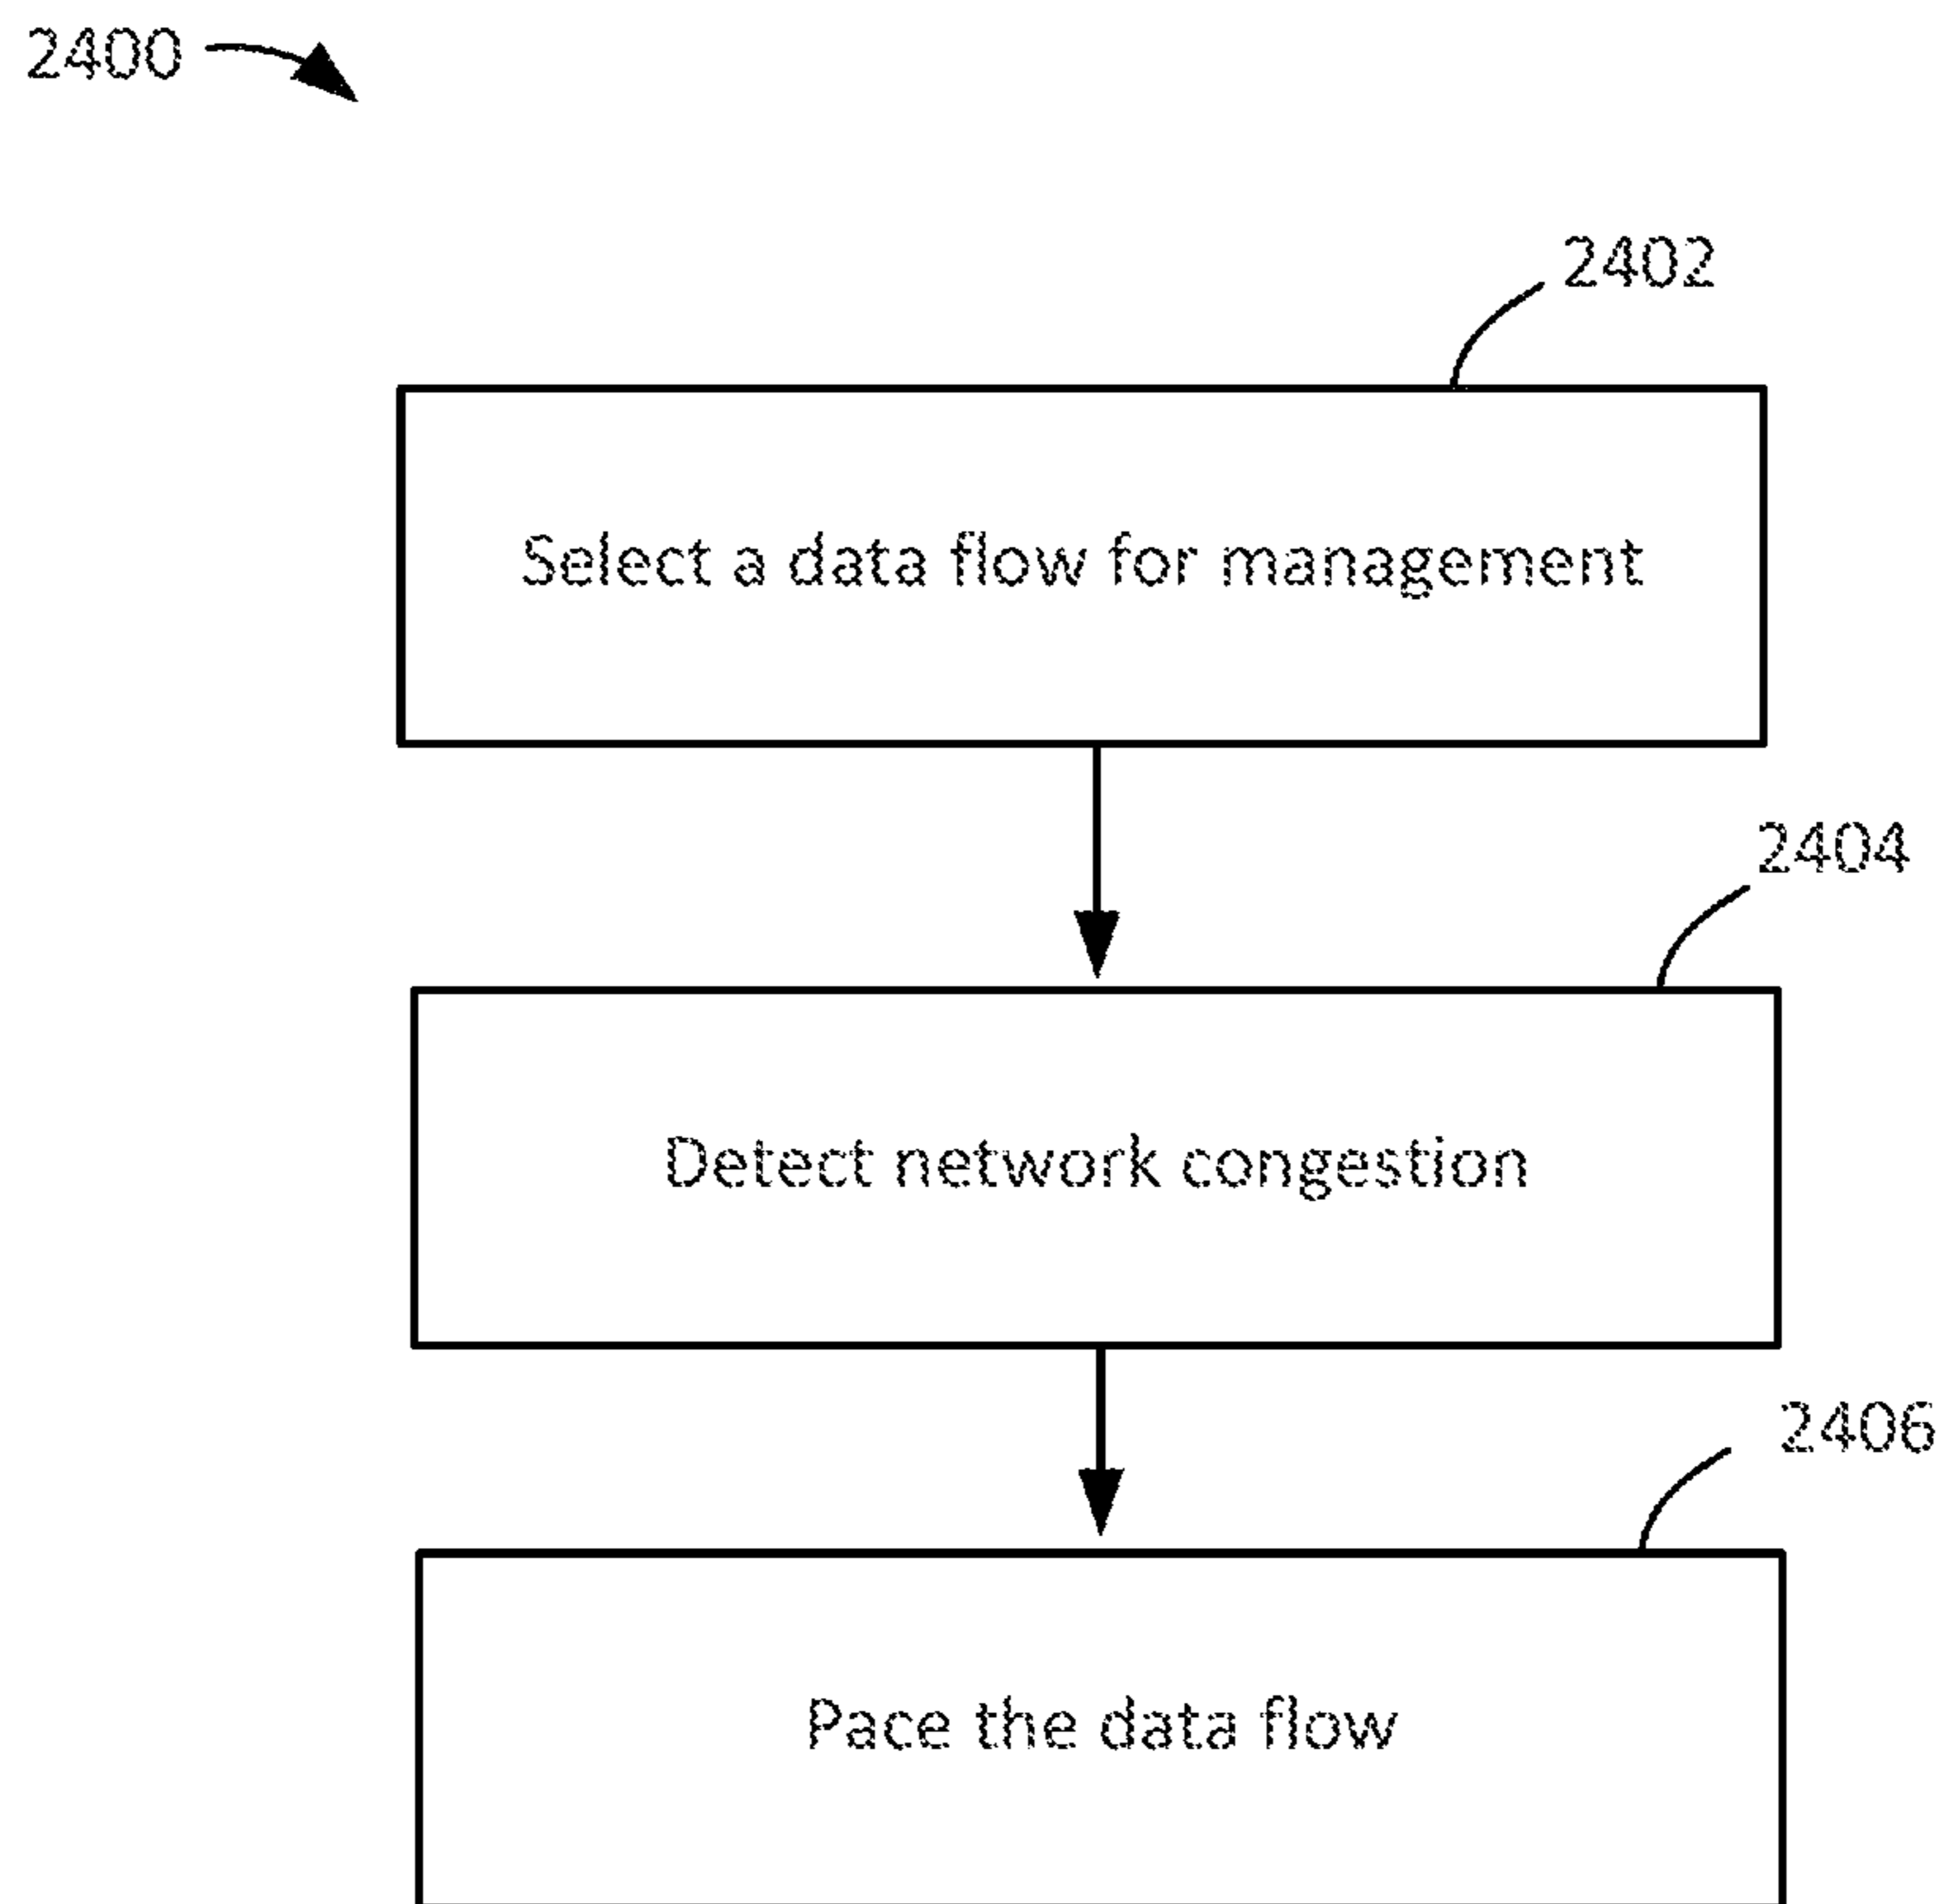 2400
2402
Select a data flow for management
2404
Detect network congestion
2406
Pace the data flow